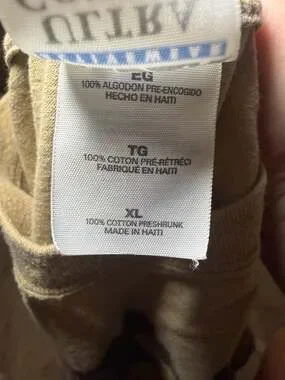 ULTRA
ACTIVEWEAR
EG
100% ALGODON PRE-ENCOGIDO
HECHO EN HAITI
TG
100% COTON PRÉ-RÉTRÉCI
FABRIQUÉ EN HAITI
XL
100% COTTON PRESHRUNK
MADE IN HAITI